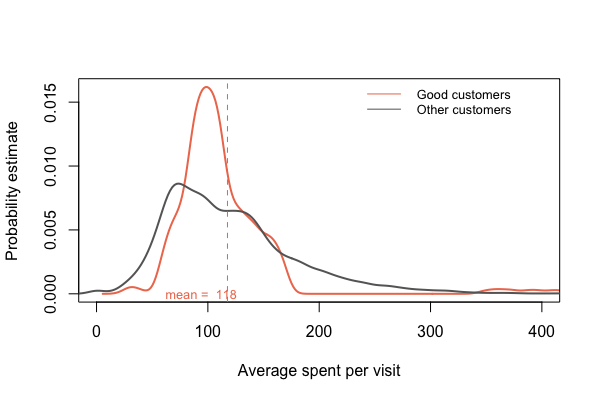 Good customers
Other customers
Probability estimate
0.000
0.005
0.010
0.015
mean = 118
0
100
200
300
400
Average spent per visit